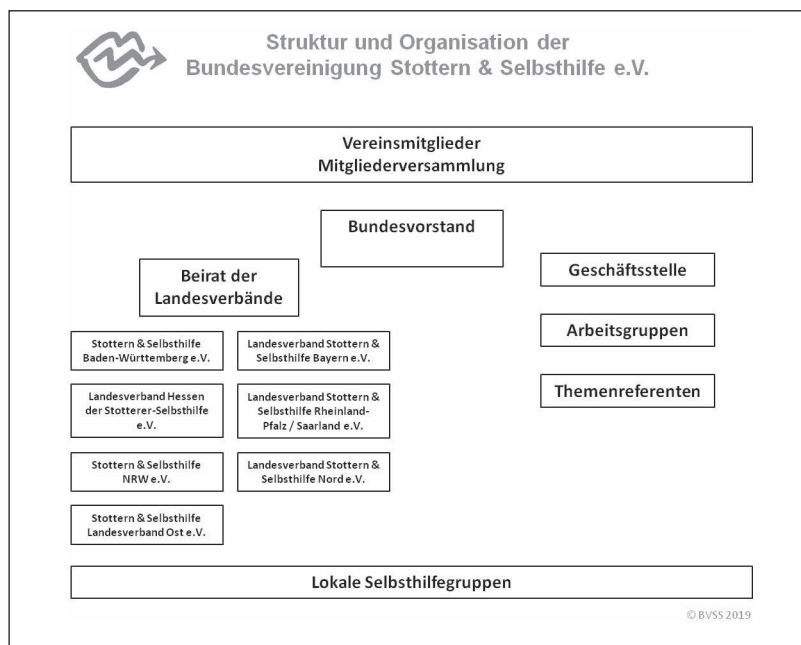 Struktur und Organisation der
Bundesvereinigung Stottern & Selbsthilfe e.V.
Vereinsmitglieder
Mitgliederversammlung
Bundesvorstand
Beirat der
Landesverbände
Geschäftsstelle
Arbeitsgruppen
Themenreferenten
Stottern & Selbsthilfe
Baden-Württemberg e.V.
Landesverband Stottern &
Selbsthilfe Bayern e.V.
Landesverband Hessen
der Stotterer-Selbsthilfe
e.V.
Landesverband Stottern &
Selbsthilfe Rheinland-
Pfalz / Saarland e.V.
Stottern & Selbsthilfe
NRW e.V.
Landesverband Stottern &
Selbsthilfe Nord e.V.
Stottern & Selbsthilfe
Landesverband Ost e.V.
Lokale Selbsthilfegruppen
© BVSS 2019